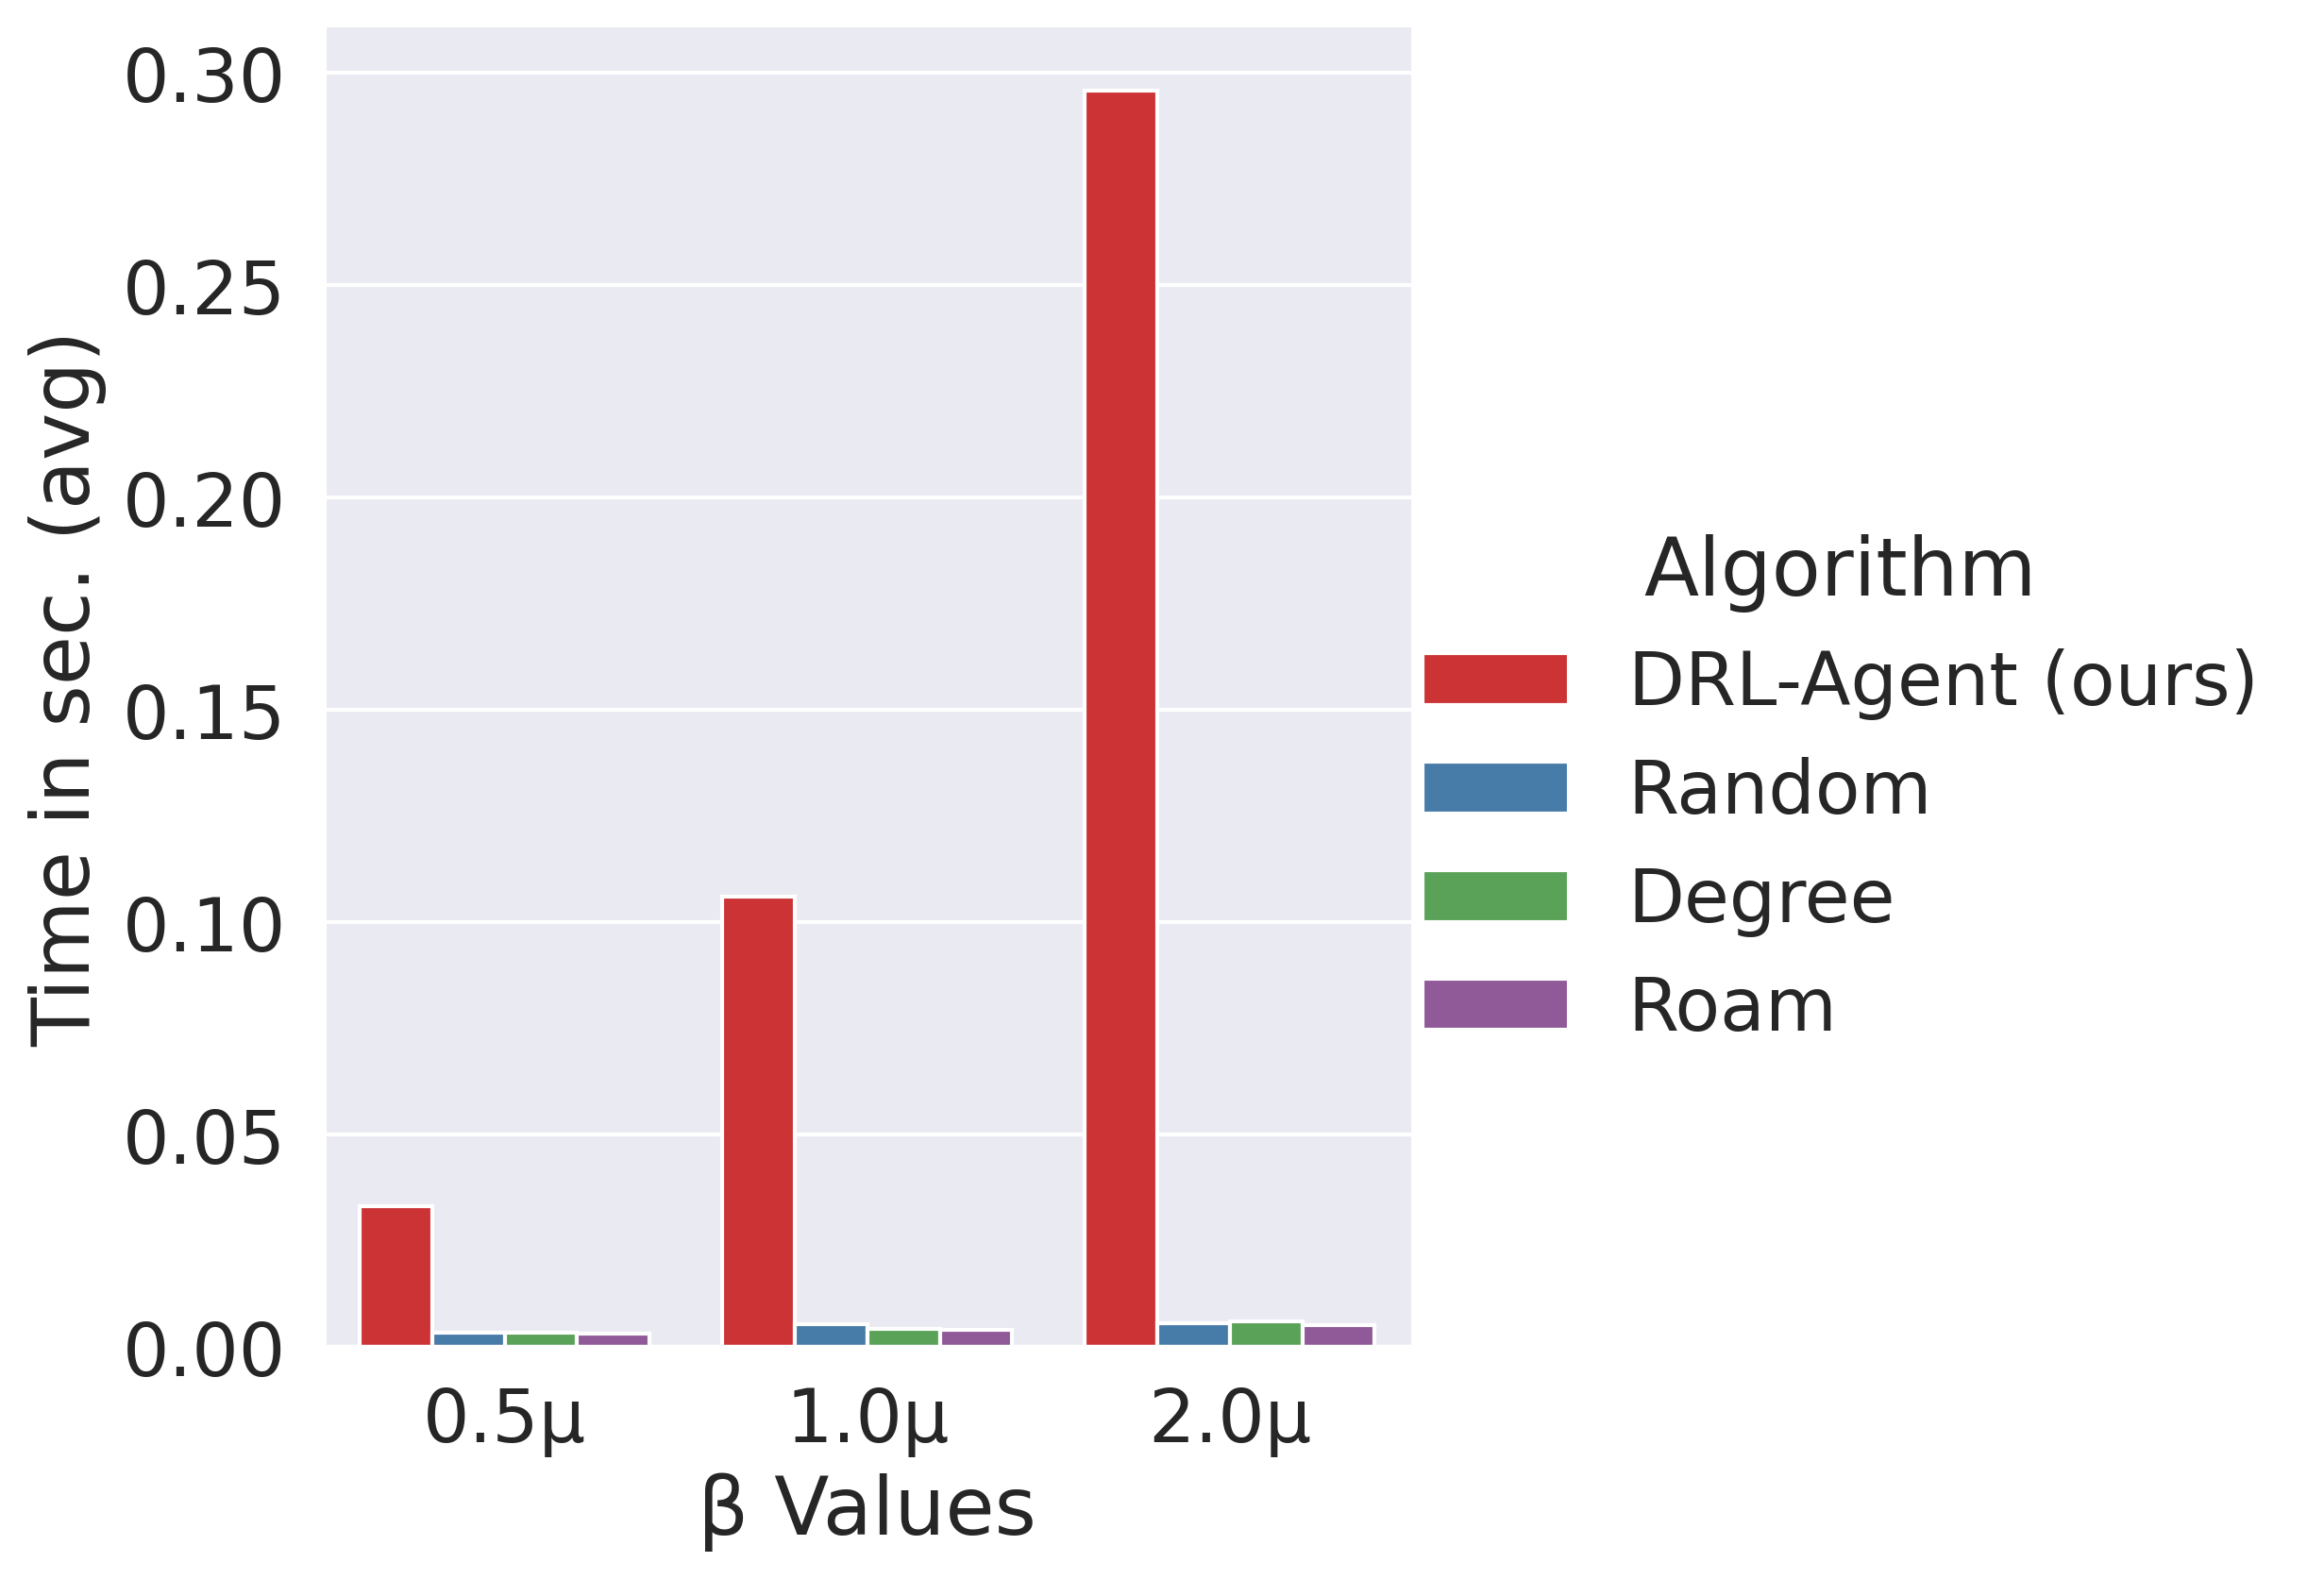 Time in sec. (avg)
0.30
0.25
0.20
0.15
0.10
0.05
0.00
0.5µ 1.0µ 2.0µ
β Values
Algorithm
DRL-Agent (ours)
Random
Degree
Roam